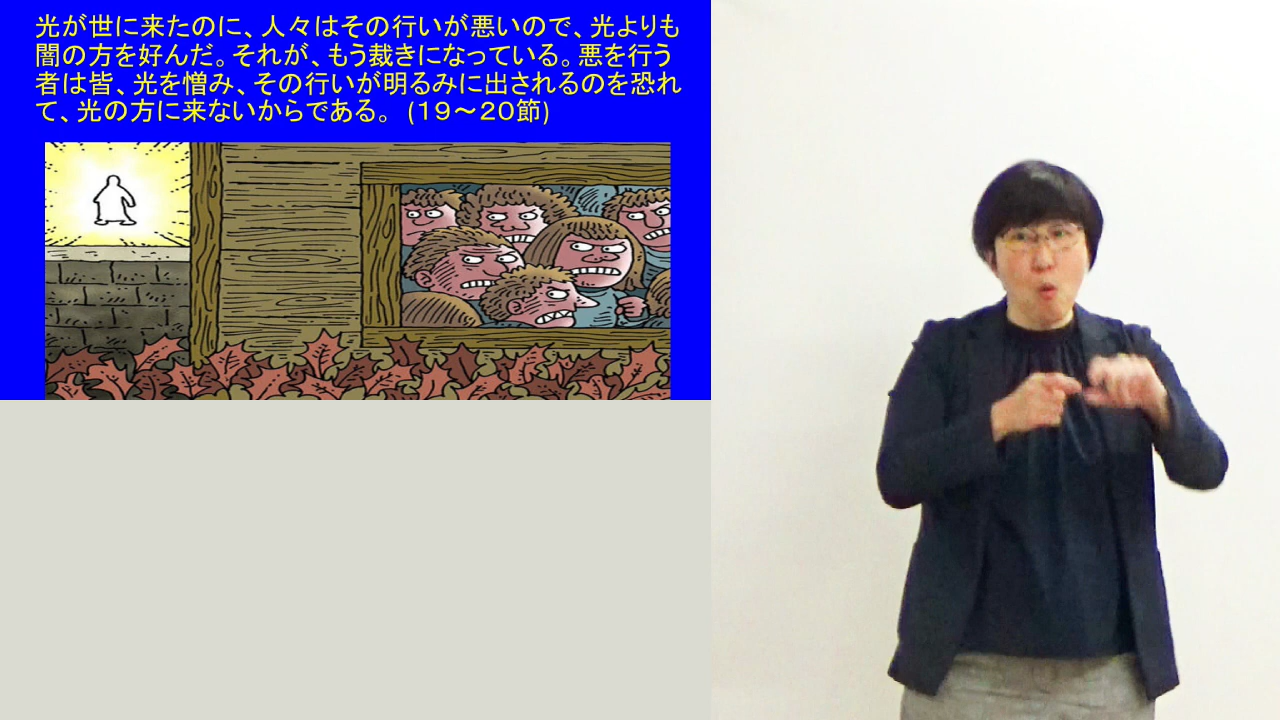 光が世に来たのに、人々はその行いが悪いので、光よりも
闇の方を好んだ。それが、もう裁きになっている。悪を行う
者は皆、光を憎み、その行いが明るみに出されるのを恐れ
て、光の方に来ないからである。 (１９～２０節)